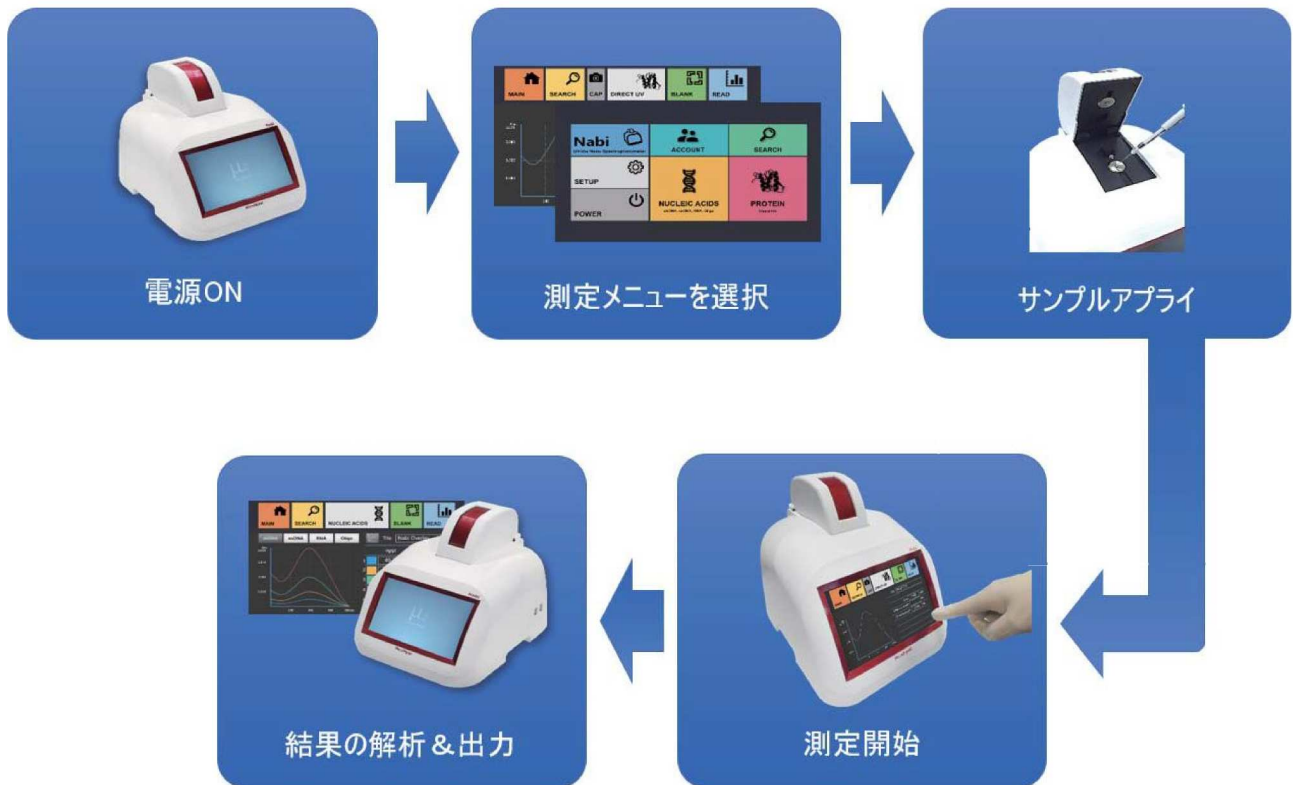 電源ON
MAIN
SEARCH
CAP
DIRECT UV
BLANK
READ
Nabi
ACCOUNT
SEARCH
SETUP
POWER
NUCLEIC ACIDS
PROTEIN
測定メニューを選択
サンプルアプライ
MAIN
SEARCH
NUCLEIC ACIDS
BLANK
READ
ssDNA
RNA
結果の解析&出力
測定開始